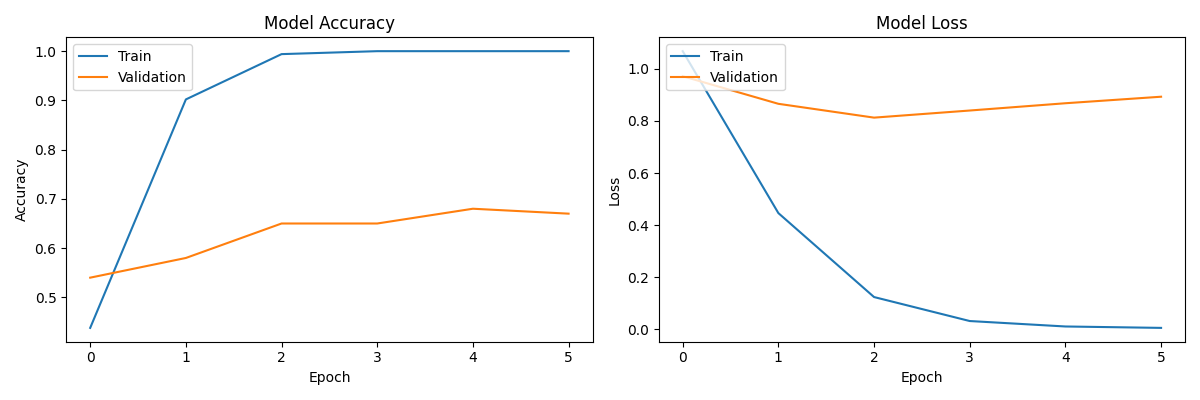 Model Accuracy
Train
Validation
1.0
0.9
0.8
0.7
0.6
0.5
Accuracy
0 1 2 3 4 5
Epoch
Model Loss
Train
Validation
1.0
0.8
0.6
0.4
0.2
0.0
Loss
0 1 2 3 4 5
Epoch